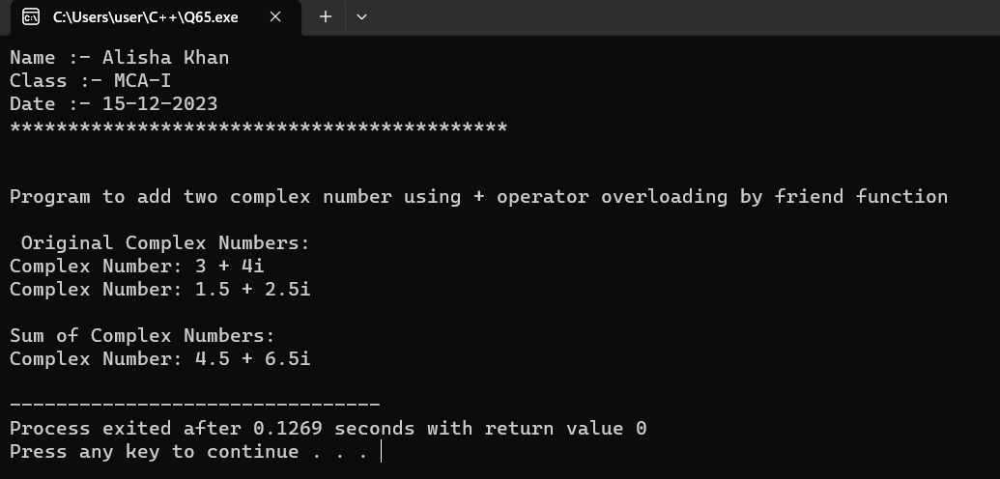 C:\Users\user\C++\Q65.exe
Name :- Alisha Khan
Class :- MCA-I
Date :- 15-12-2023
*******************************************
Program to add two complex number using + operator overloading by friend function
Original Complex Numbers:
Complex Number: 3 + 4i
Complex Number: 1.5 + 2.5i
Sum of Complex Numbers:
Complex Number: 4.5 + 6.5i
--------------------------------
Process exited after 0.1269 seconds with return value 0
Press any key to continue . . .